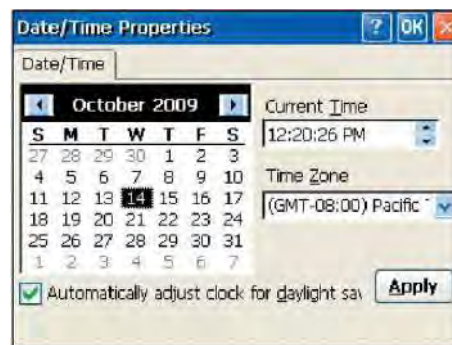 Date/Time Properties ? OK ×
Date/Time
October 2009
S M T W T F S
27 28 29 30 1 2 3
4 5 6 7 8 9 10
11 12 13 14 15 16 17
18 19 20 21 22 23 24
25 26 27 28 29 30 31
1 2 3 4 5 6 7
Current Time
12:20:26 PM
Time Zone
(GMT-08:00) Pacific
Automatically adjust clock for daylight sav
Apply